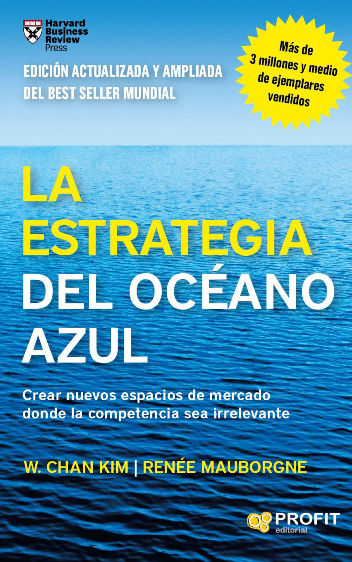 Harvard
Business
Review
Press
EDICIÓN ACTUALIZADA Y AMPLIADA
DEL BEST SELLER MUNDIAL
Más de
3 millones y medio
de ejemplares
vendidos
LA
ESTRATEGIA
DEL OCÉANO
AZUL
Crear nuevos espacios de mercado
donde la competencia sea irrelevante
W. CHAN KIM | RENÉE MAUBORGNE
PROFIT
editorial